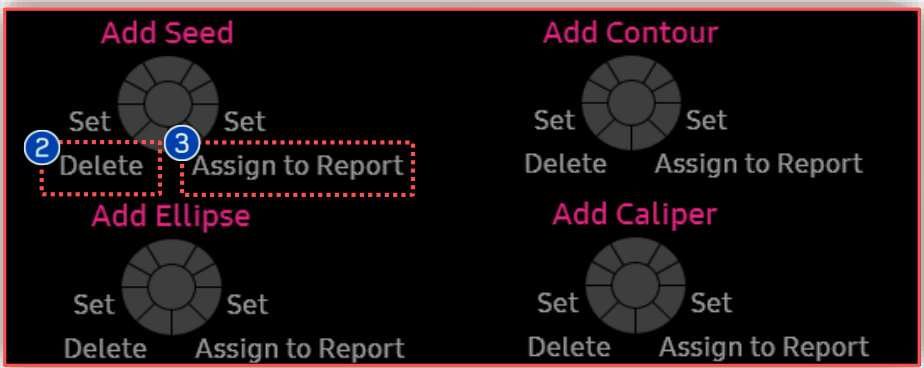 Add Seed
Set Set
2 Delete 3 Assign to Report
Add Contour
Set Set
Delete Assign to Report
Add Ellipse
Set Set
Delete Assign to Report
Add Caliper
Set Set
Delete Assign to Report